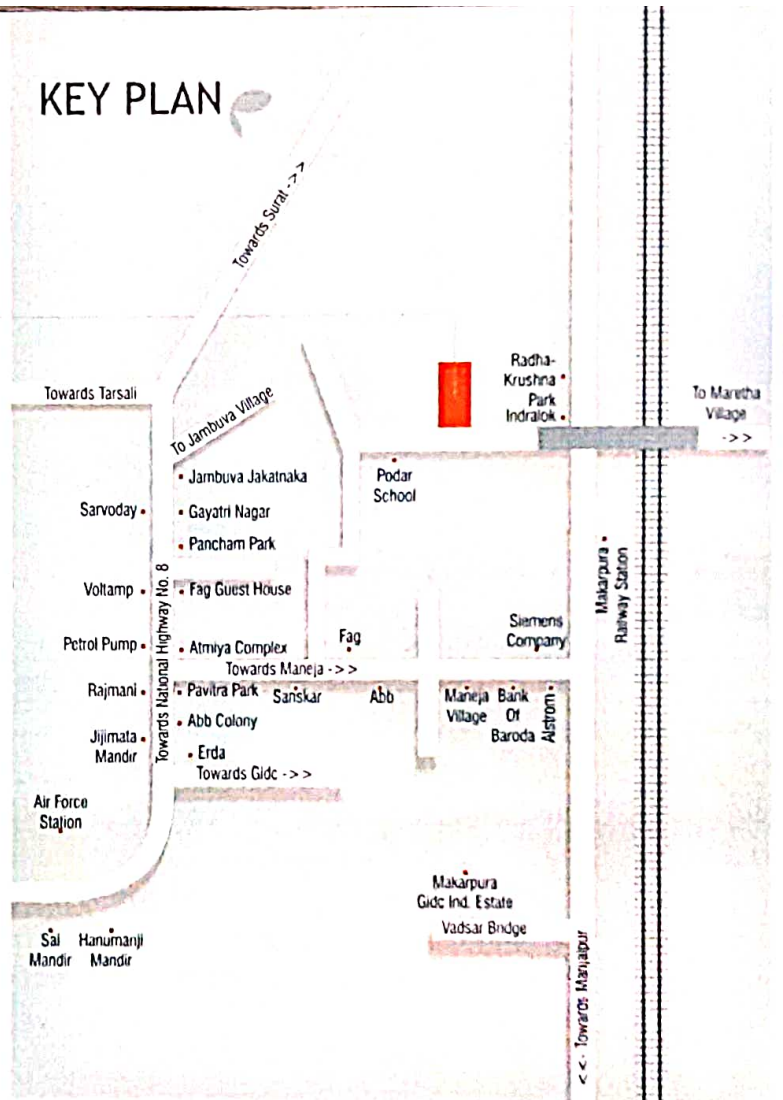 KEY PLAN
Towards Surat ->>
Radha-
Krushna
Park
Indralok
Towards Tarsali
To Maretha
Village
->>
To Jambuva Village
Jambuva Jakatnaka
Podar
School
Sarvoday
Gayatri Nagar
Pancham Park
Makarpura
Railway Station
Voltamp
Fag Guest House
Towards National Highway No. 8
Siemens
Company
Petrol Pump
Atmiya Complex
Fag
Towards Maneja ->>
Rajmani
Pavitra Park
Sanskar
Abb
Maneja
Village
Bank
Of
Baroda
Alstrom
Abb Colony
Jijimata
Mandir
Erda
Towards Gidc ->>
Air Force
Station
Makarpura
Gidc Ind. Estate
Vadsar Bridge
Sai
Mandir
Hanumanji
Mandir
<<- Towards Manjalpur